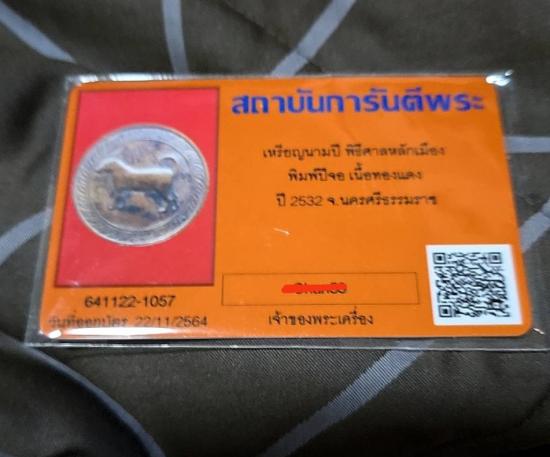 สถาบันการันตีพระ
เหรียญนามปี พิธีศาลหลักเมือง
พิมพ์ปีจอ เนื้อทองแดง
ปี 2532 จ.นครศรีธรรมราช
641122-1057
วันที่ออกบัตร 22/11/2564
เจ้าของพระเครื่อง